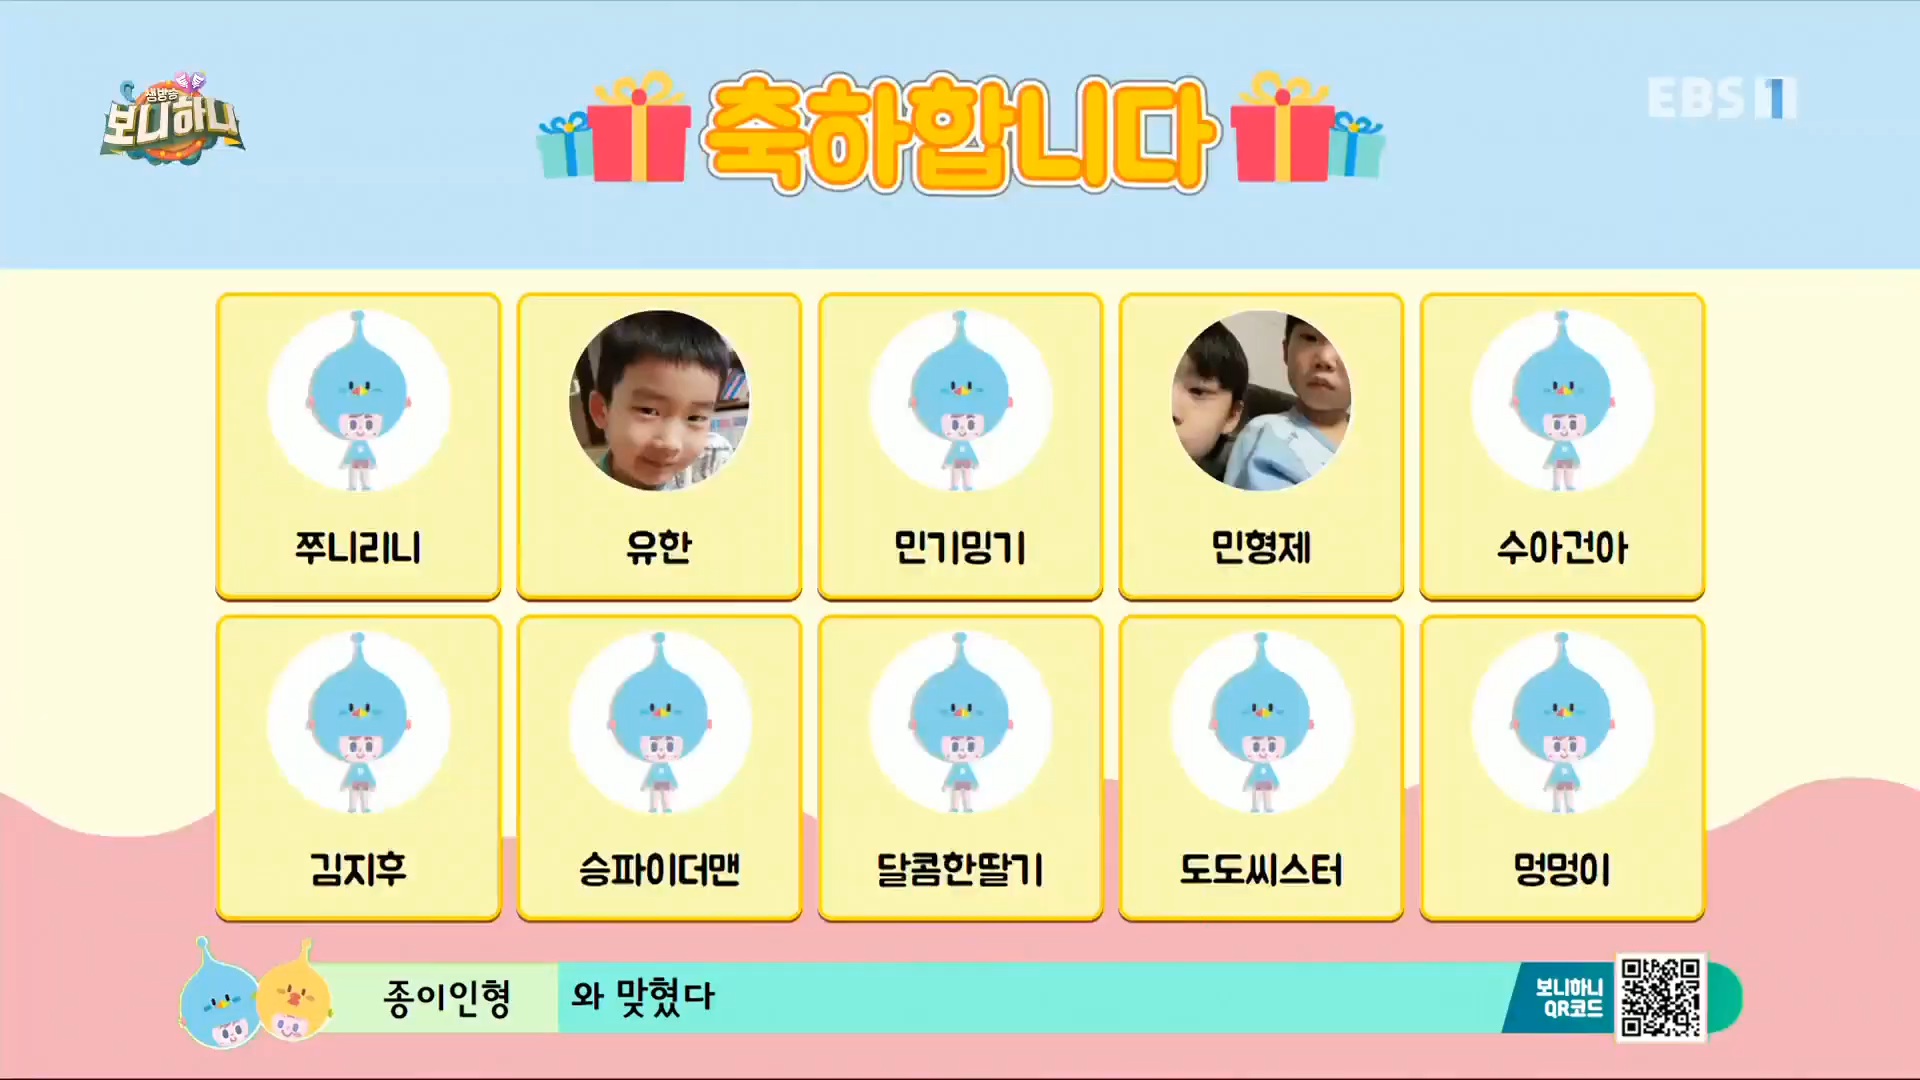 생방송 톡!톡!
보니하니
축하합니다
EBS 1
쭈니리니
유한
민기밍기
민형제
수아건아
김지후
승파이더맨
달콤한딸기
도도씨스터
멍멍이
종이인형 와 맞혔다
보니하니
QR코드